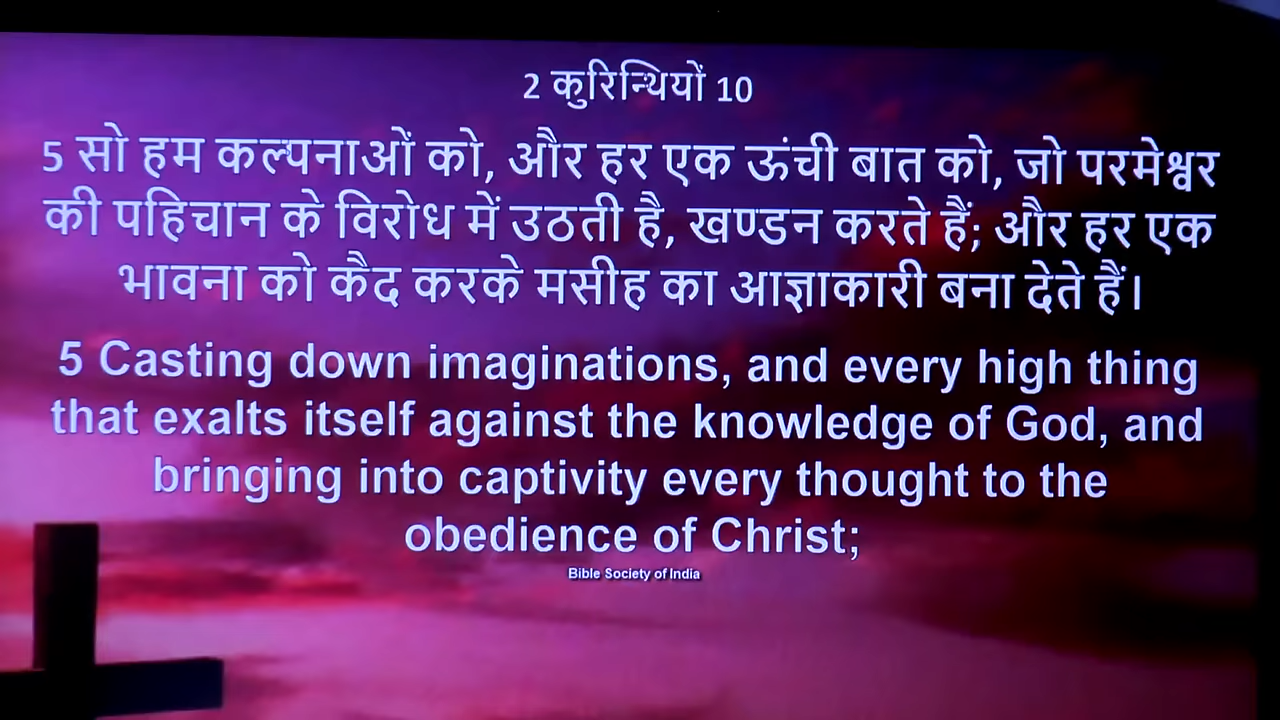 2 कुरिन्थियों 10
5 सो हम कल्पनाओं को, और हर एक ऊंची बात को, जो परमेश्वर
की पहिचान के विरोध में उठती है, खण्डन करते हैं; और हर एक
भावना को कैद करके मसीह का आज्ञाकारी बना देते हैं।
5 Casting down imaginations, and every high thing
that exalts itself against the knowledge of God, and
bringing into captivity every thought to the
obedience of Christ;
Bible Society of India